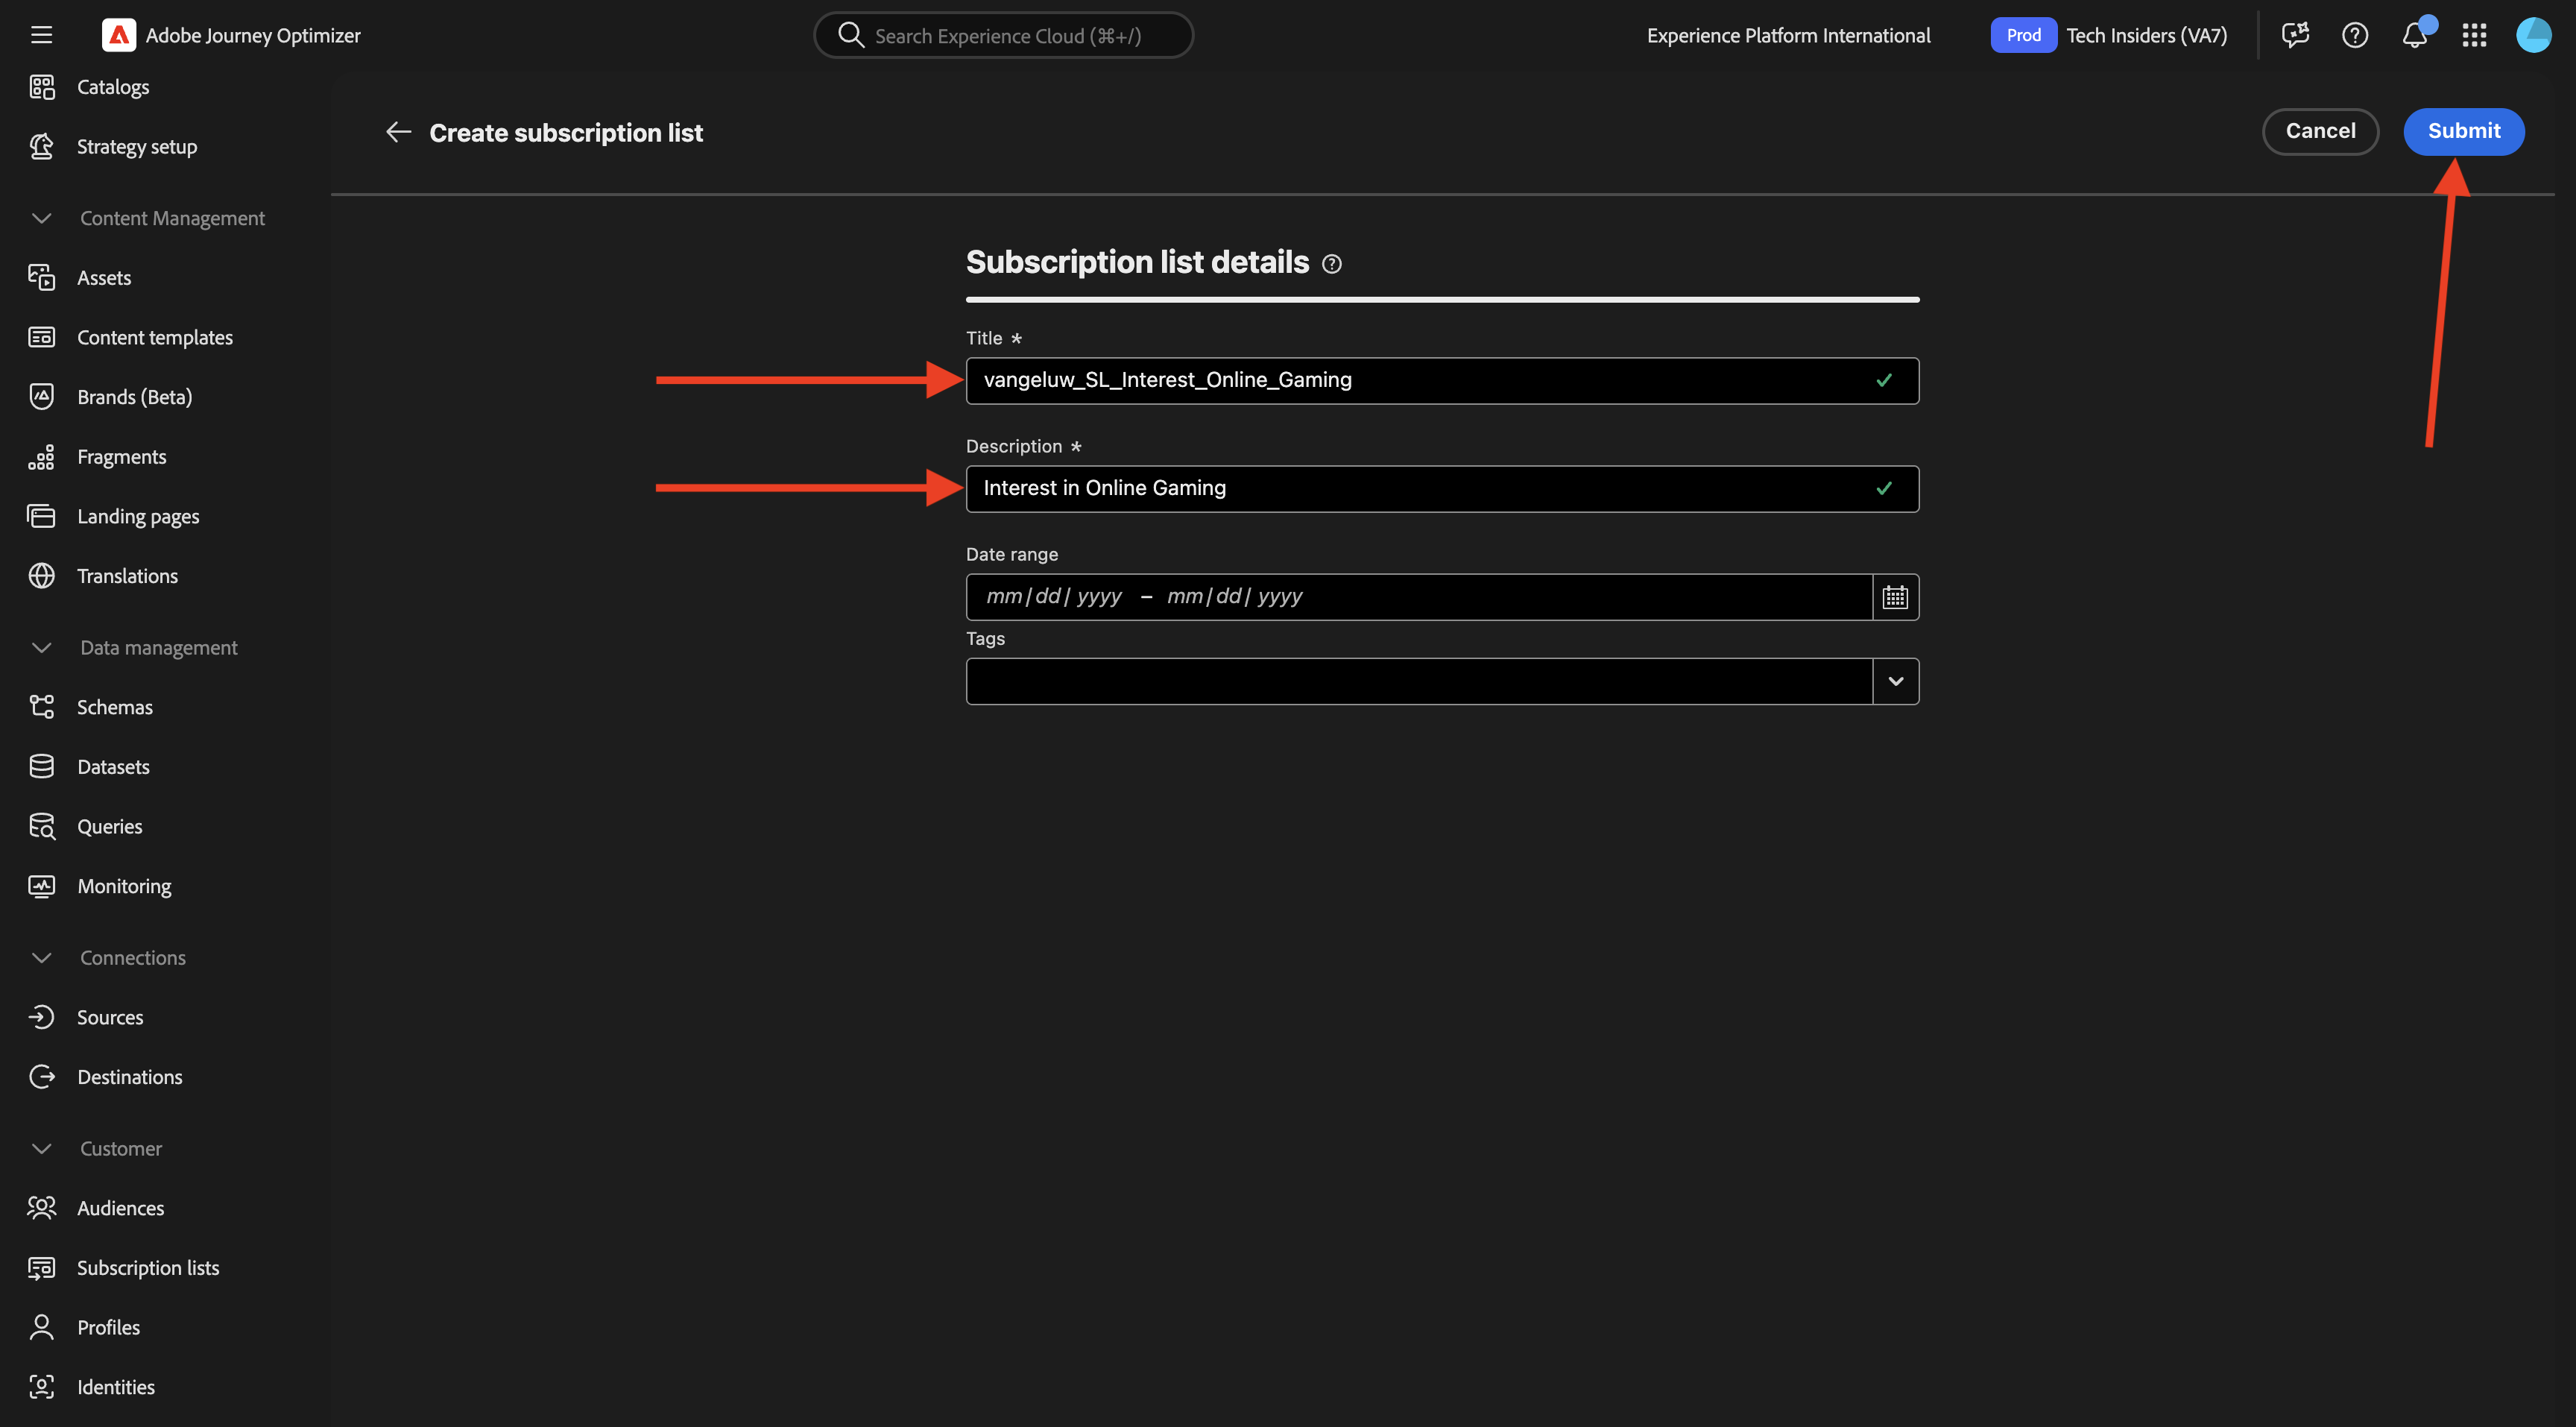 Adobe Journey Optimizer
Search Experience Cloud (⌘+/)
Experience Platform International
Prod
Tech Insiders (VA7)
Catalogs
Strategy setup
Content Management
Assets
Content templates
Brands (Beta)
Fragments
Landing pages
Translations
Data management
Schemas
Datasets
Queries
Monitoring
Connections
Sources
Destinations
Customer
Audiences
Subscription lists
Profiles
Identities
Create subscription list
Cancel
Submit
Subscription list details
Title *
vangeluw_SL_Interest_Online_Gaming
Description *
Interest in Online Gaming
Date range
mm/dd/yyyy – mm/dd/yyyy
Tags